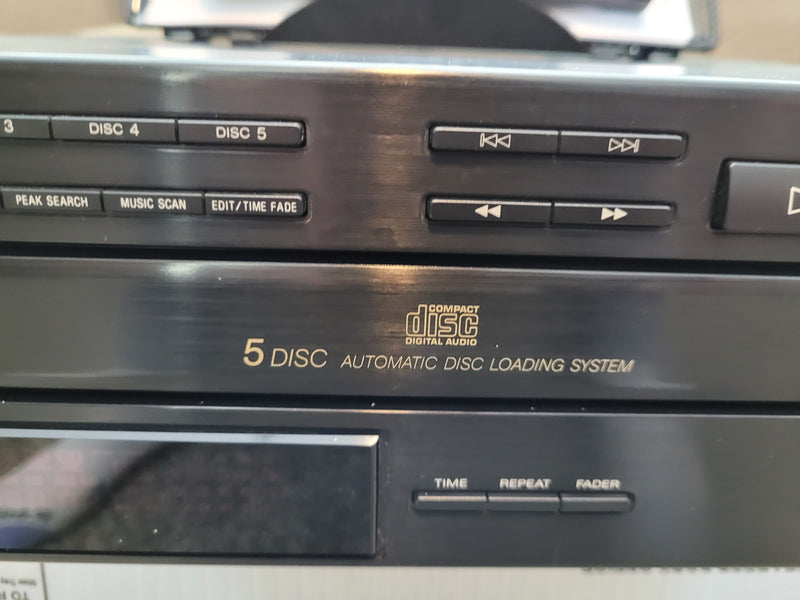 3 DISC 4 DISC 5
PEAK SEARCH MUSIC SCAN EDIT/TIME FADE
COMPACT
disc
DIGITAL AUDIO
5 DISC AUTOMATIC DISC LOADING SYSTEM
TIME REPEAT FADER
TO